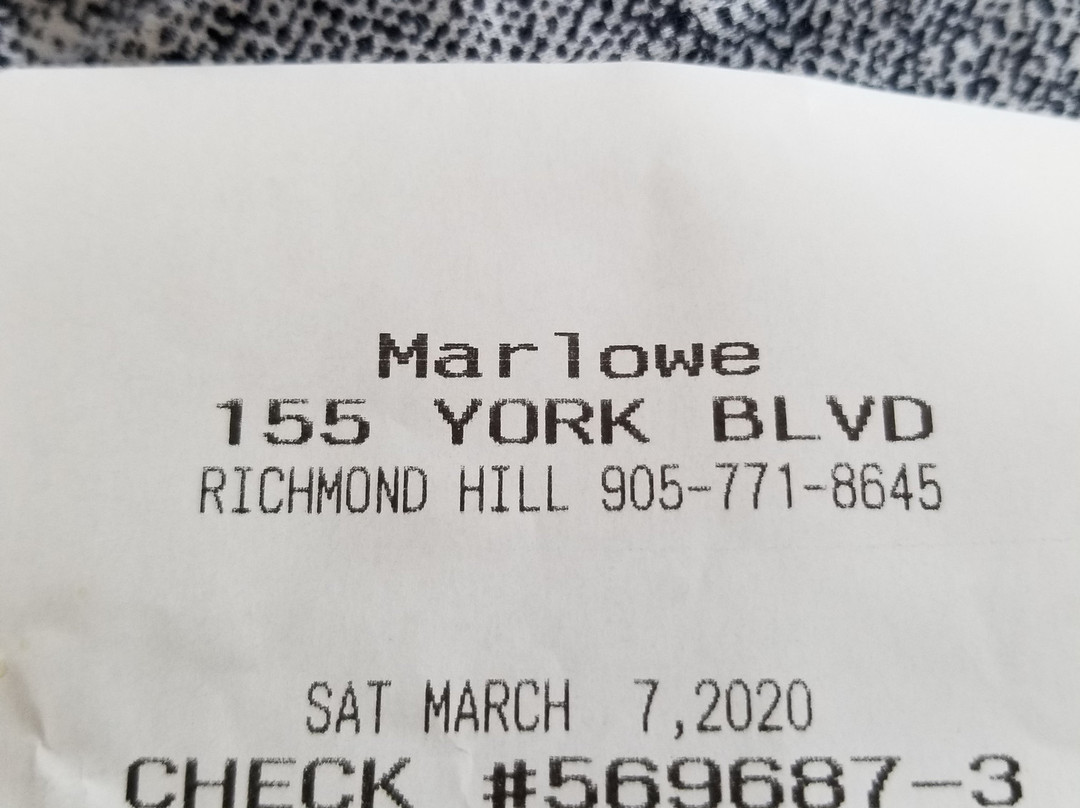 Marlowe
155 YORK BLVD
RICHMOND HILL 905-771-8645
SAT MARCH 7,2020
CHECK #569687-3